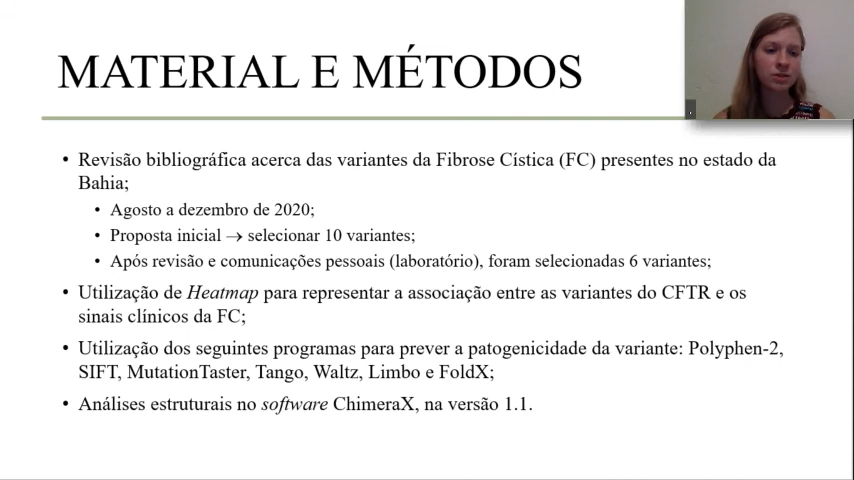 MATERIAL E MÉTODOS
• Revisão bibliográfica acerca das variantes da Fibrose Cística (FC) presentes no estado da
Bahia;
• Agosto a dezembro de 2020;
• Proposta inicial → selecionar 10 variantes;
• Após revisão e comunicações pessoais (laboratório), foram selecionadas 6 variantes;
• Utilização de Heatmap para representar a associação entre as variantes do CFTR e os
sinais clínicos da FC;
• Utilização dos seguintes programas para prever a patogenicidade da variante: Polyphen-2,
SIFT, MutationTaster, Tango, Waltz, Limbo e FoldX;
• Análises estruturais no software ChimeraX, na versão 1.1.